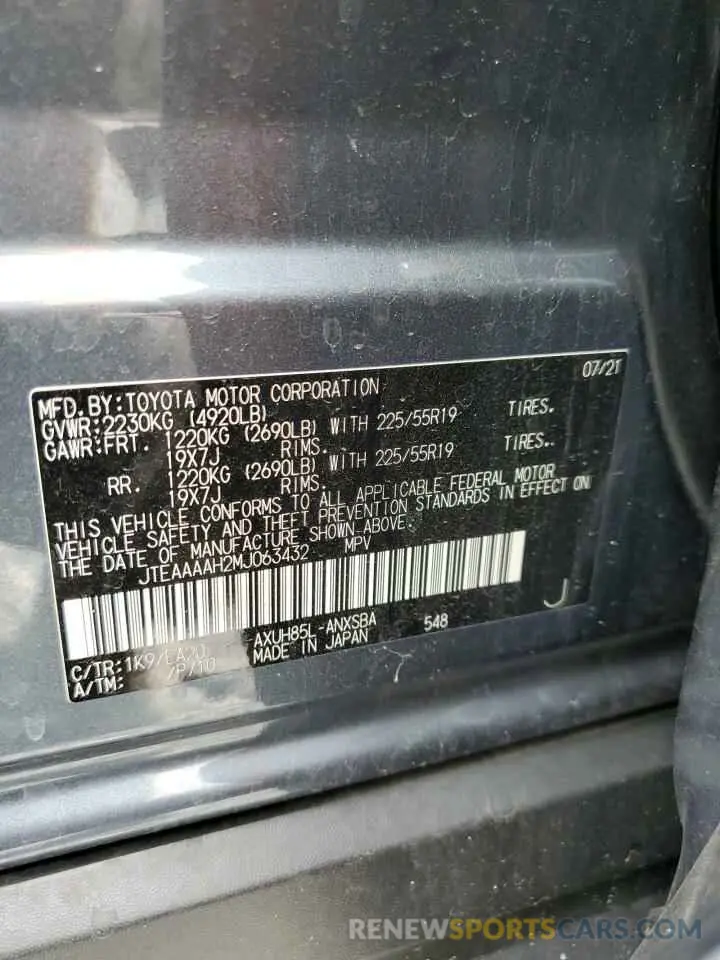 07/21
MFD.BY:TOYOTA MOTOR CORPORATION
GVWR:2230KG (4920LB)
GAWR:FRT. 1220KG (2690LB) WITH 225/55R19 TIRES.
19X7J RIMS.
RR. 1220KG (2690LB) WITH 225/55R19 TIRES..
19X7J RIMS.
THIS VEHICLE CONFORMS TO ALL APPLICABLE FEDERAL MOTOR
VEHICLE SAFETY AND THEFT PREVENTION STANDARDS IN EFFECT ON
THE DATE OF MANUFACTURE SHOWN ABOVE.
JTEAAAAH2MJ063432 MPV
J
C/TR:1K9/EA20 AXUH85L-ANXSBA 548
A/TM: /P710 MADE IN JAPAN
RENEWSPORTSCARS.COM